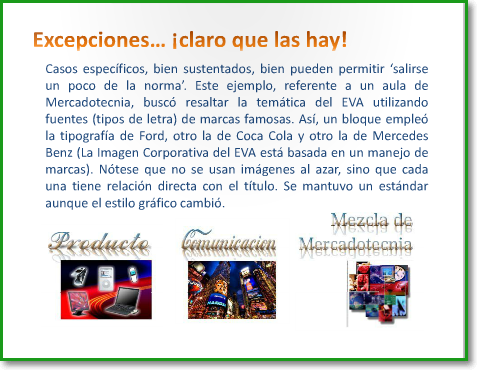 Excepciones… ¡claro que las hay!
Casos específicos, bien sustentados, bien pueden permitir ‘salirse
un poco de la norma’. Este ejemplo, referente a un aula de
Mercadotecnia, buscó resaltar la temática del EVA utilizando
fuentes (tipos de letra) de marcas famosas. Así, un bloque empleó
la tipografía de Ford, otro la de Coca Cola y otro la de Mercedes
Benz (La Imagen Corporativa del EVA está basada en un manejo de
marcas). Nótese que no se usan imágenes al azar, sino que cada
una tiene relación directa con el título. Se mantuvo un estándar
aunque el estilo gráfico cambió.
Producto
Comunicacion
Mezcla de
Mercadotecnia